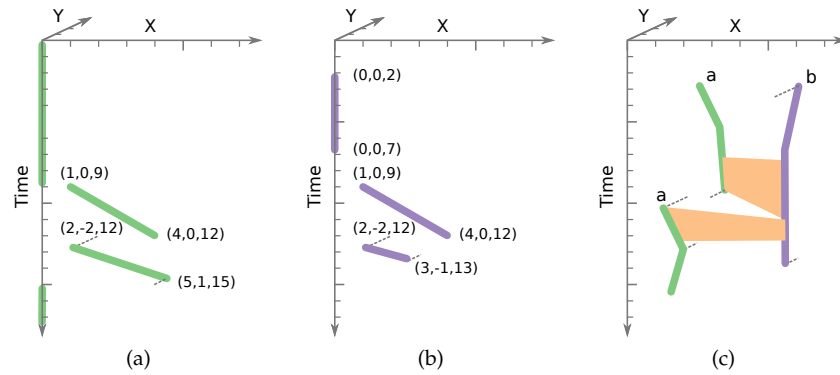 Y
X
Time
(1,0,9)
(2,-2,12)
(4,0,12)
(5,1,15)
(a)
Y
X
Time
(0,0,2)
(0,0,7)
(1,0,9)
(2,-2,12)
(4,0,12)
(3,-1,13)
(b)
Y
X
Time
a
b
a
(c)